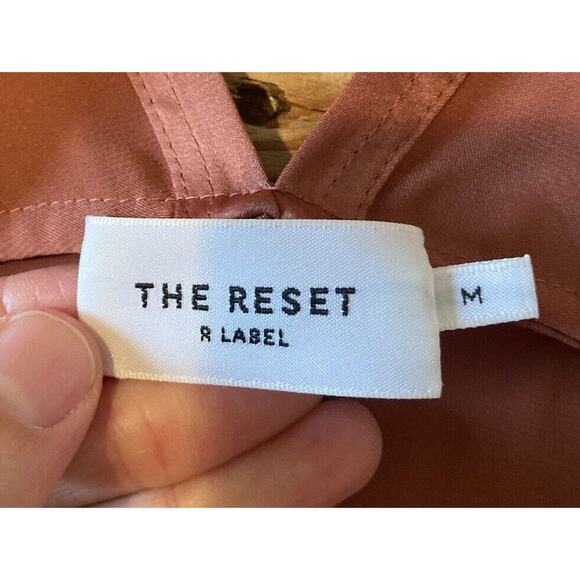 THE RESET
R LABEL
M